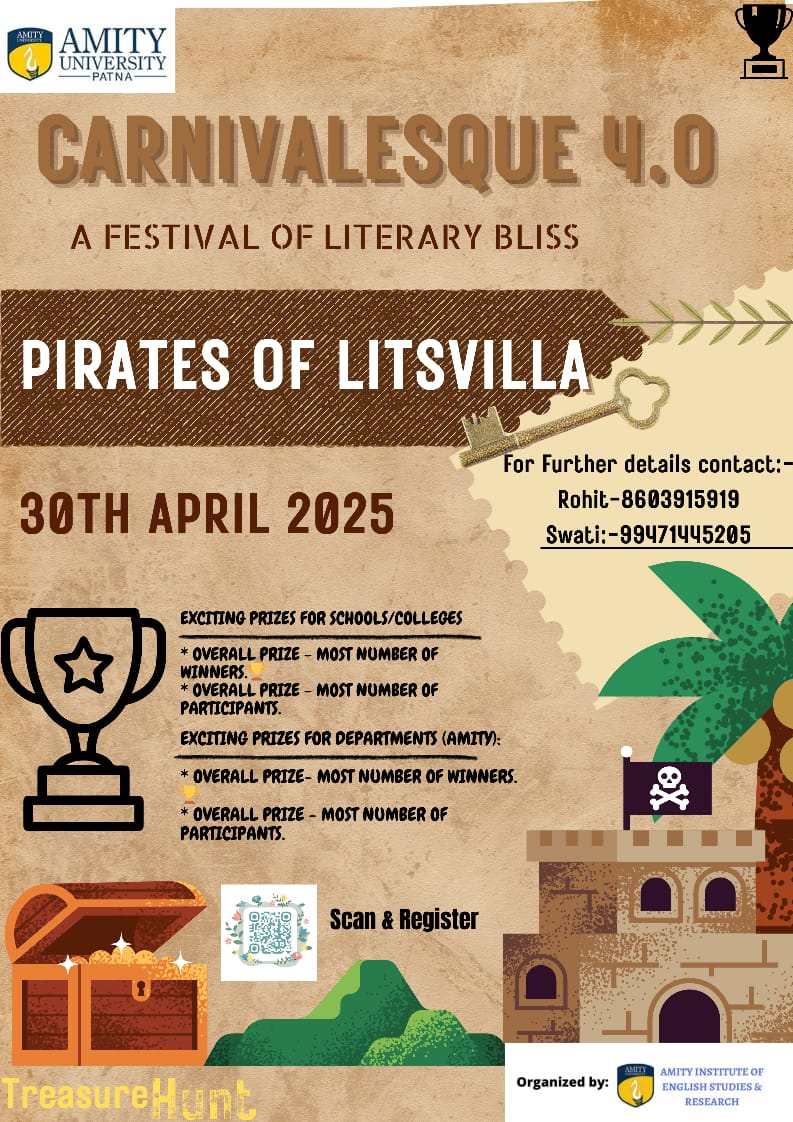 AMITY
UNIVERSITY
AMITY
UNIVERSITY
PATNA
CARNIVALESQUE 4.0
A FESTIVAL OF LITERARY BLISS
PIRATES OF LITSVILLA
For Further details contact:-
Rohit-8603915919
Swati:-99471445205
30TH APRIL 2025
EXCITING PRIZES FOR SCHOOLS/COLLEGES
* OVERALL PRIZE - MOST NUMBER OF
WINNERS.🏆
* OVERALL PRIZE - MOST NUMBER OF
PARTICIPANTS.
EXCITING PRIZES FOR DEPARTMENTS (AMITY):
* OVERALL PRIZE- MOST NUMBER OF WINNERS.
🏆
* OVERALL PRIZE - MOST NUMBER OF
PARTICIPANTS.
Scan & Register
TreasureHunt
Organized by:
AMITY
AMITY INSTITUTE OF
ENGLISH STUDIES &
RESEARCH